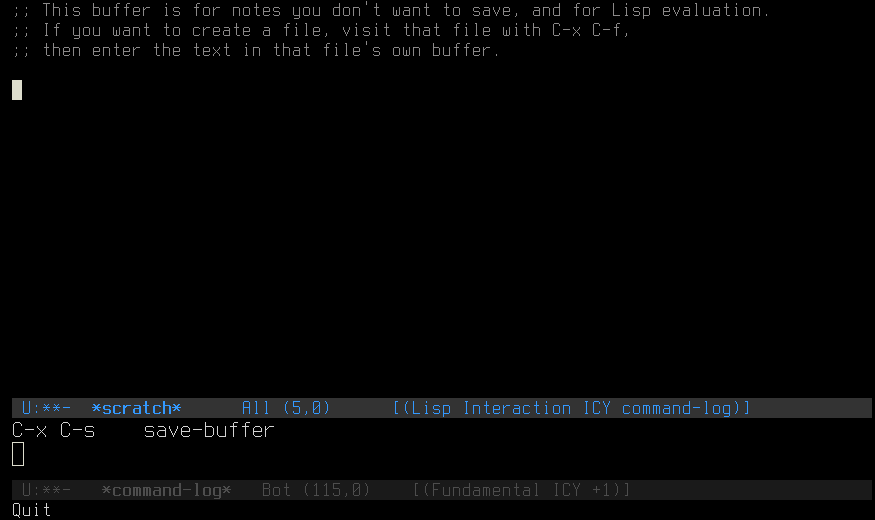 ;; This buffer is for notes you don't want to save, and for Lisp evaluation.
;; If you want to create a file, visit that file with C-x C-f,
;; then enter the text in that file's own buffer.
U:**-  *scratch*      All (5,0)      [(Lisp Interaction ICY command-log)]
C-x C-s    save-buffer
U:**-   *command-log*   Bot (115,0)    [(Fundamental ICY +1)]
Quit